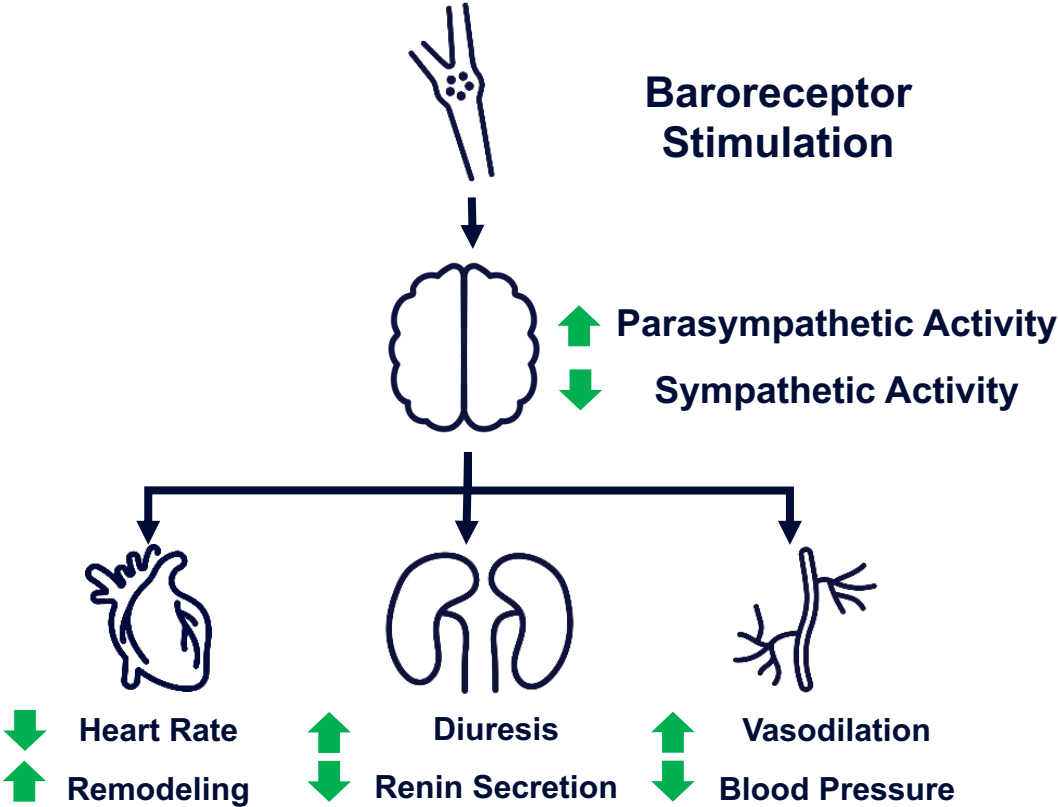 Baroreceptor
Stimulation
Parasympathetic Activity
Sympathetic Activity
Heart Rate
Diuresis
Vasodilation
Remodeling
Renin Secretion
Blood Pressure